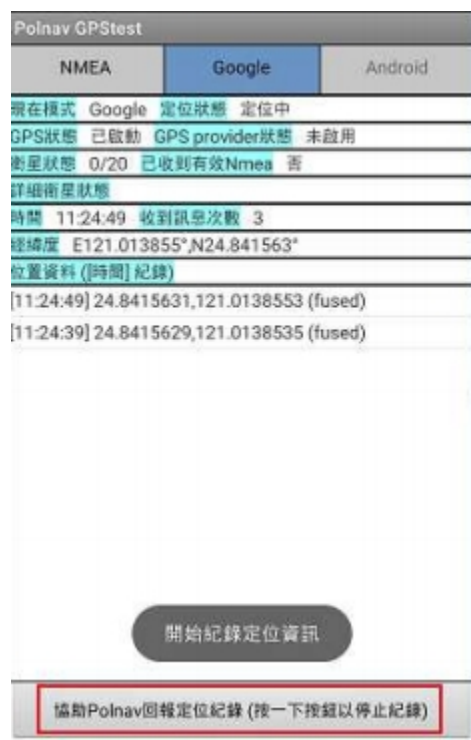 Polnav GPStest
NMEA Google Android
現在模式 Google 定位狀態 定位中
GPS狀態 已啟動 GPS provider狀態 未啟用
衛星狀態 0/20 已收到有效Nmea 否
詳細衛星狀態
時間 11:24:49 收到訊息次數 3
經緯度 E121.013855°,N24.841563°
位置資料 ([時間] 紀錄)
[11:24:49] 24.8415631,121.0138553 (fused)
[11:24:39] 24.8415629,121.0138535 (fused)
開始紀錄定位資訊
協助Polnav回報定位紀錄 (按一下按鈕以停止紀錄)